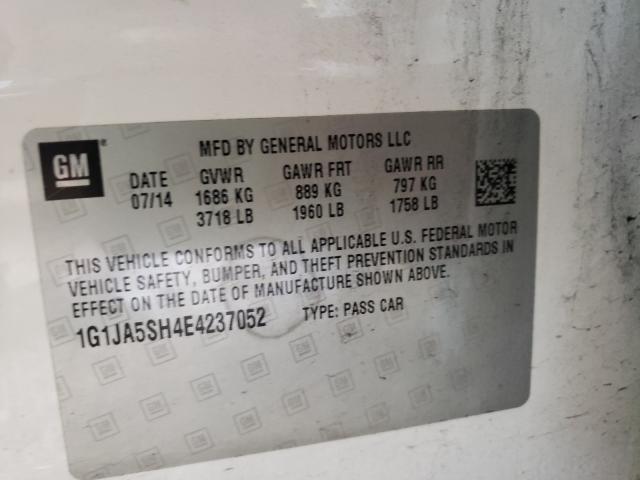 GM
MFD BY GENERAL MOTORS LLC
DATE GVWR GAWR FRT GAWR RR
07/14 1686 KG 889 KG 797 KG
3718 LB 1960 LB 1758 LB
THIS VEHICLE CONFORMS TO ALL APPLICABLE U.S. FEDERAL MOTOR
VEHICLE SAFETY, BUMPER, AND THEFT PREVENTION STANDARDS IN
EFFECT ON THE DATE OF MANUFACTURE SHOWN ABOVE.
1G1JA5SH4E4237052 TYPE: PASS CAR